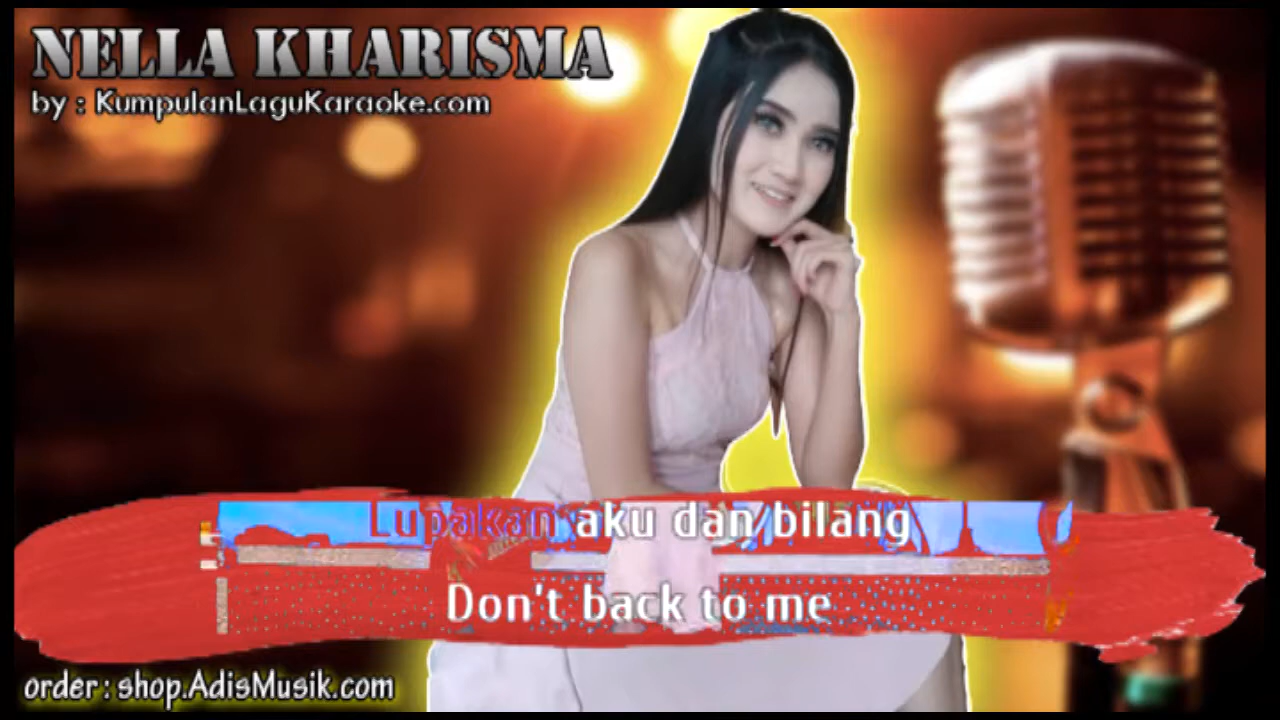 NELLA KHARISMA
by : KumpulanLaguKaraoke.com
Lupakan aku dan bilang
Don't back to me
order : shop.AdisMusik.com